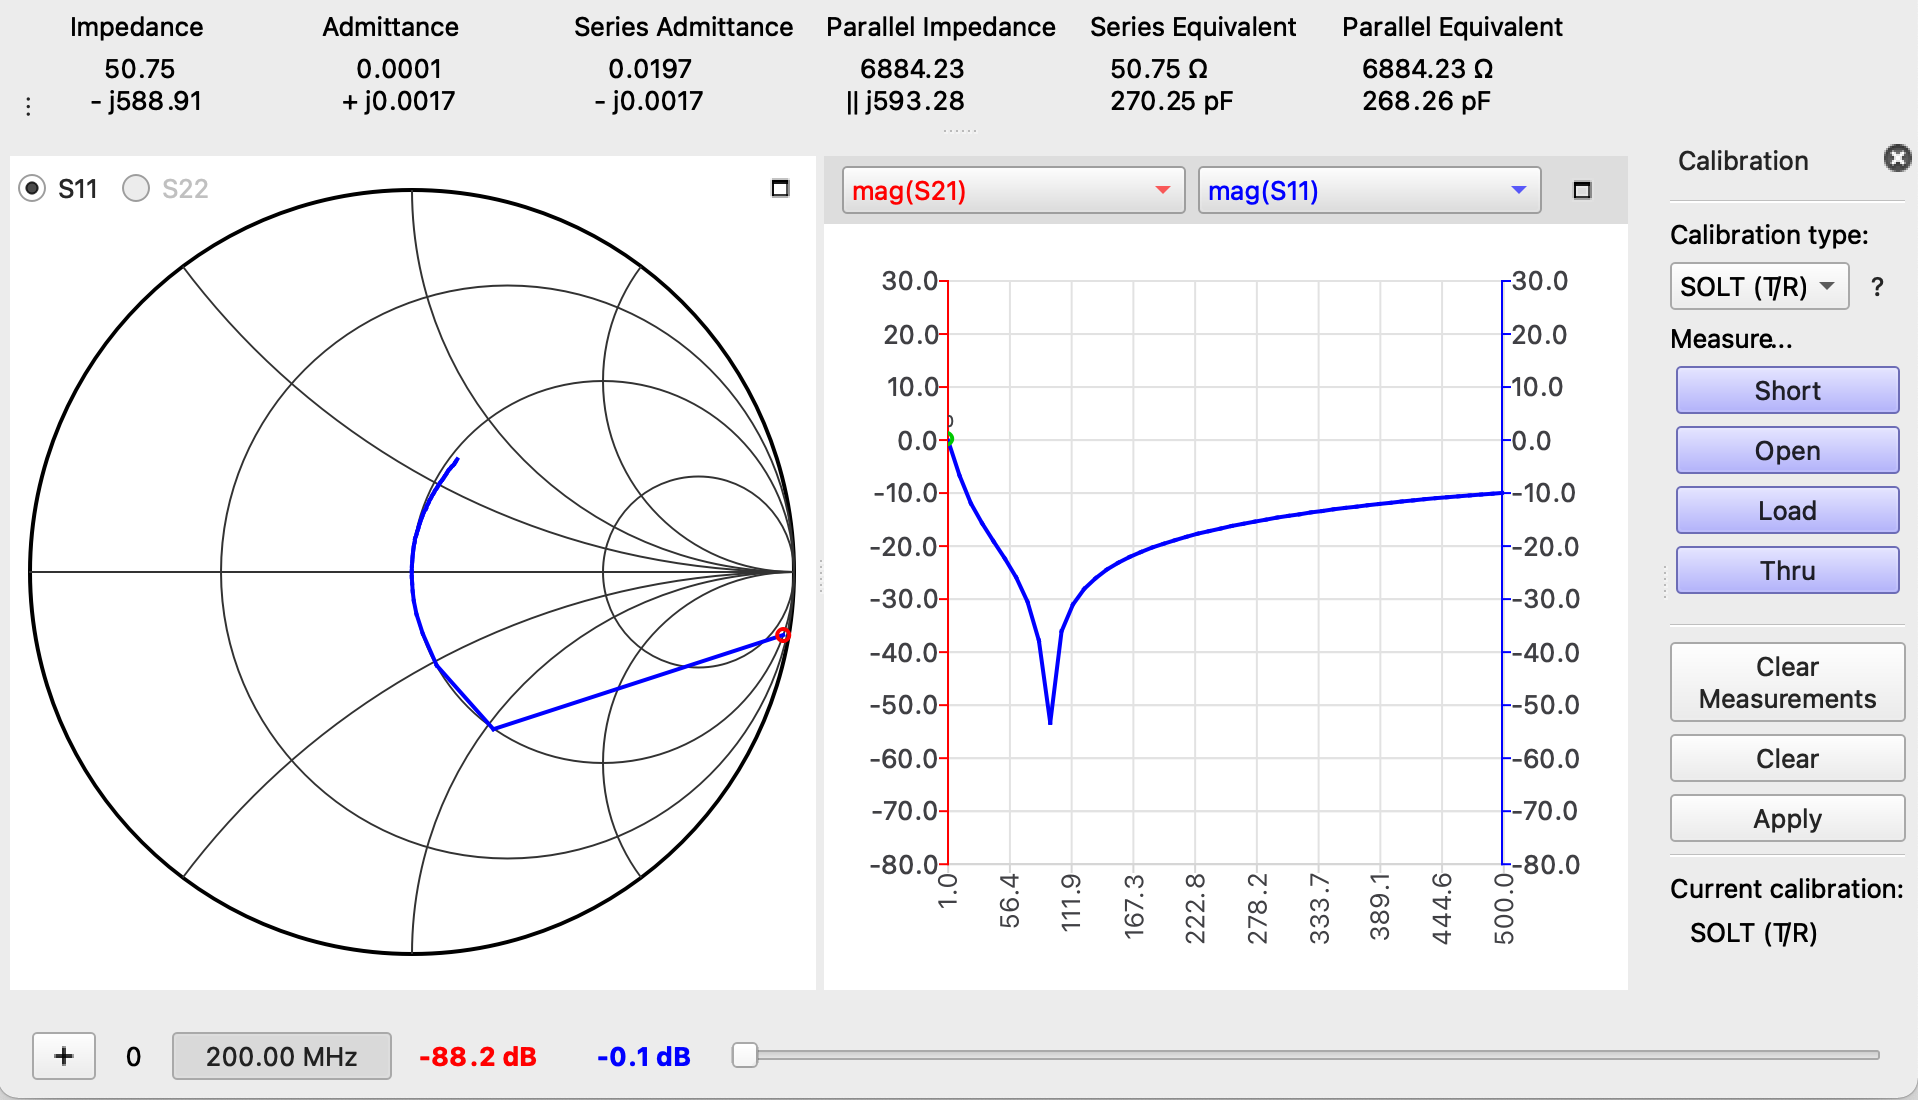 Impedance Admittance Series Admittance Parallel Impedance Series Equivalent Parallel Equivalent
50.75 0.0001 0.0197 6884.23 50.75 Ω 6884.23 Ω
- j588.91 + j0.0017 - j0.0017 || j593.28 270.25 pF 268.26 pF
S11 S22
mag(S21) mag(S11)
30.0 30.0
20.0 20.0
10.0 10.0
0.0 0.0
-10.0 -10.0
-20.0 -20.0
-30.0 -30.0
-40.0 -40.0
-50.0 -50.0
-60.0 -60.0
-70.0 -70.0
-80.0 -80.0
1.0 56.4 111.9 167.3 222.8 278.2 333.7 389.1 444.6 500.0
Calibration
Calibration type:
SOLT (T/R) ?
Measure...
Short
Open
Load
Thru
Clear
Measurements
Clear
Apply
Current calibration:
SOLT (T/R)
+ 0 200.00 MHz -88.2 dB -0.1 dB